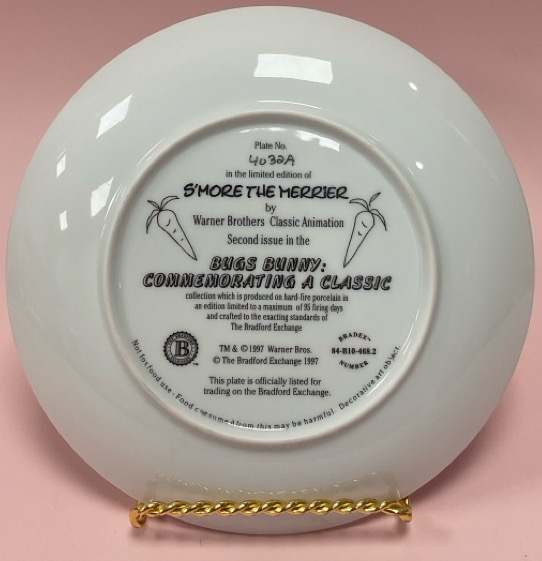 Plate No.
4032A
in the limited edition of
S'MORE THE MERRIER
by
Warner Brothers Classic Animation
Second issue in the
BUGS BUNNY:
COMMEMORATING A CLASSIC
collection which is produced on hard-fire porcelain in
an edition limited to a maximum of 95 firing days
and crafted to the exacting standards of
The Bradford Exchange
B
TM & © 1997 Warner Bros.
© The Bradford Exchange 1997
BRADEX
84-B10-468.2
NUMBER
This plate is officially listed for
trading on the Bradford Exchange.
Not for food use. Food consumed from this may be harmful. Decorative art object.